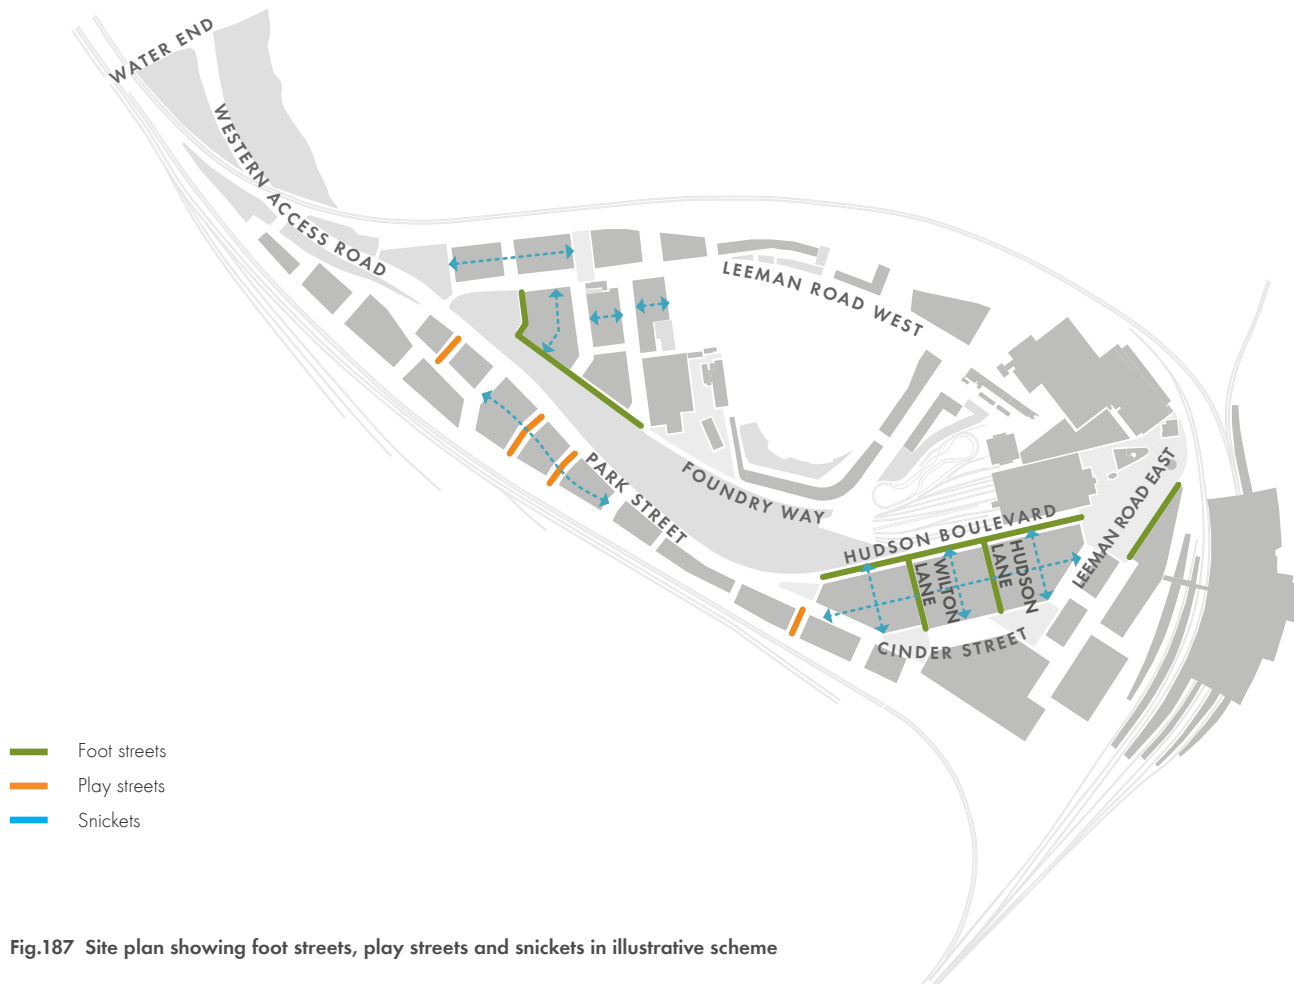 WATER END
WESTERN ACCESS ROAD
LEEMAN ROAD WEST
PARK STREET
FOUNDRY WAY
HUDSON BOULEVARD
LEEMAN ROAD EAST
WILTON
LANE
HUDSON
LANE
CINDER STREET
Foot streets
Play streets
Snickets
Fig.187 Site plan showing foot streets, play streets and snickets in illustrative scheme